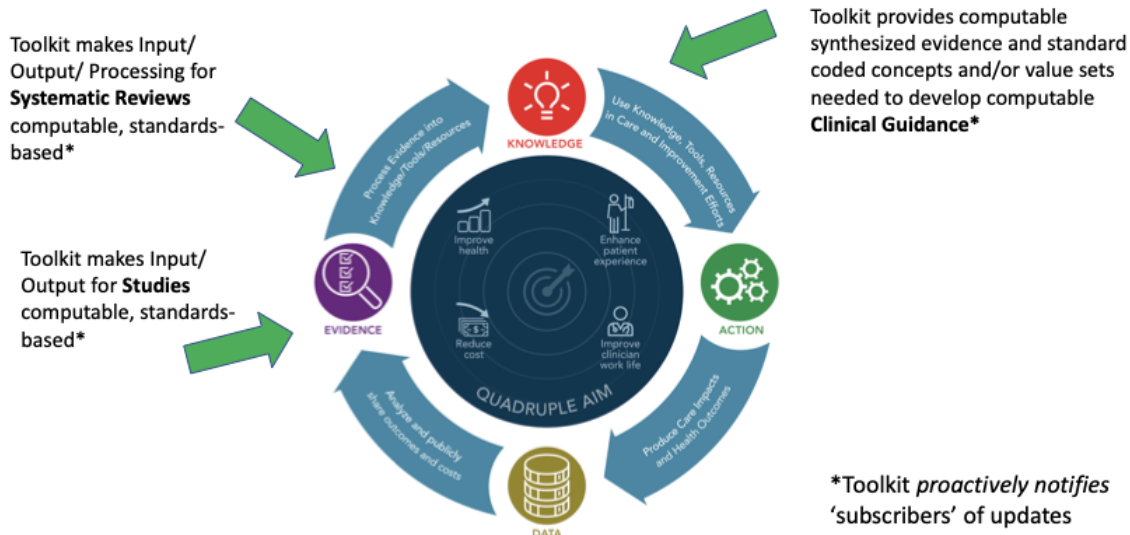 Toolkit makes Input/
Output/ Processing for
Systematic Reviews
computable, standards-
based*
Toolkit provides computable
synthesized evidence and standard
coded concepts and/or value sets
needed to develop computable
Clinical Guidance*
Process Evidence into
Knowledge/Tools/Resources
KNOWLEDGE
Use Knowledge, Tools, Resources
in Care and Improvement Efforts
Improve
health
Enhance
patient
experience
Toolkit makes Input/
Output for Studies
computable, standards-
based*
EVIDENCE
ACTION
Reduce
cost
$
Improve
clinician
work life
QUADRUPLE AIM
Analyze and publicly
share outcomes and costs
Produce Care Impacts
and Health Outcomes
DATA
*Toolkit proactively notifies
‘subscribers’ of updates